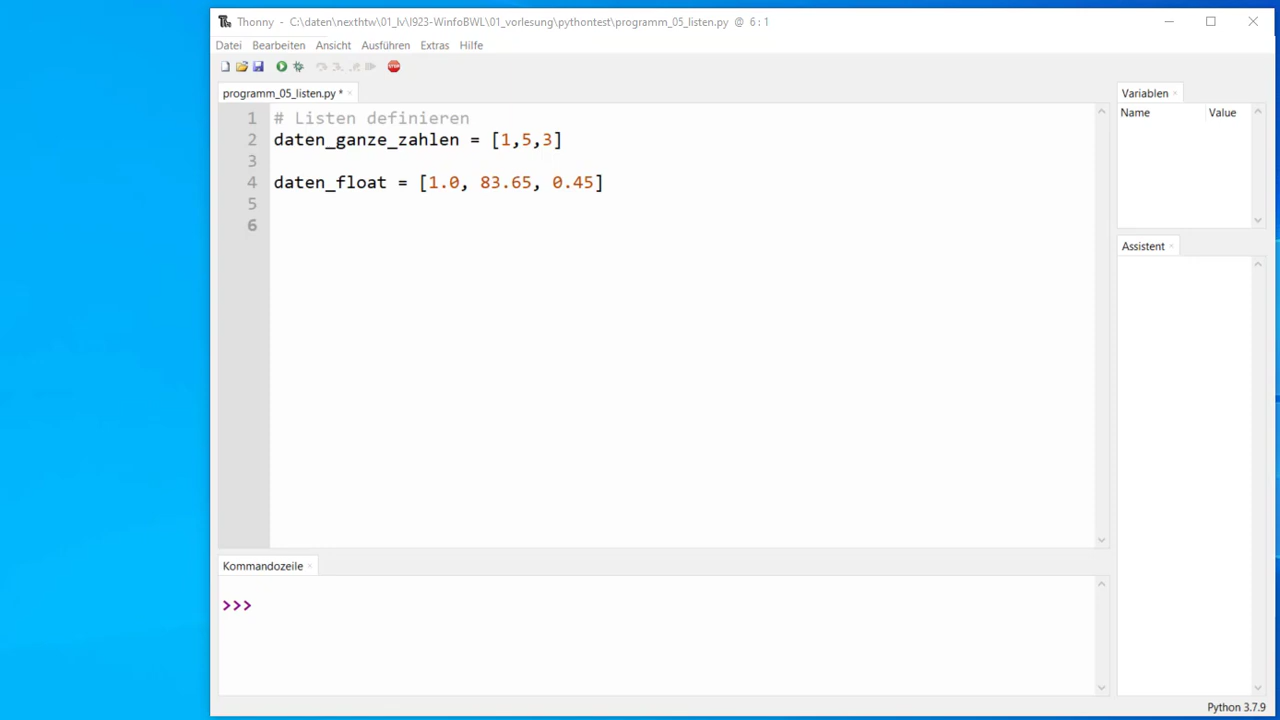 Thonny - C:\daten\nexthtw\01_lv\I923-WinfoBWL\01_vorlesung\pythontest\programm_05_listen.py @ 6 : 1
Datei Bearbeiten Ansicht Ausführen Extras Hilfe
STOP
programm_05_listen.py * ×
1 # Listen definieren
2 daten_ganze_zahlen = [1,5,3]
3
4 daten_float = [1.0, 83.65, 0.45]
5
6
Kommandozeile ×
>>>
Variablen ×
Name Value
Assistent ×
Python 3.7.9